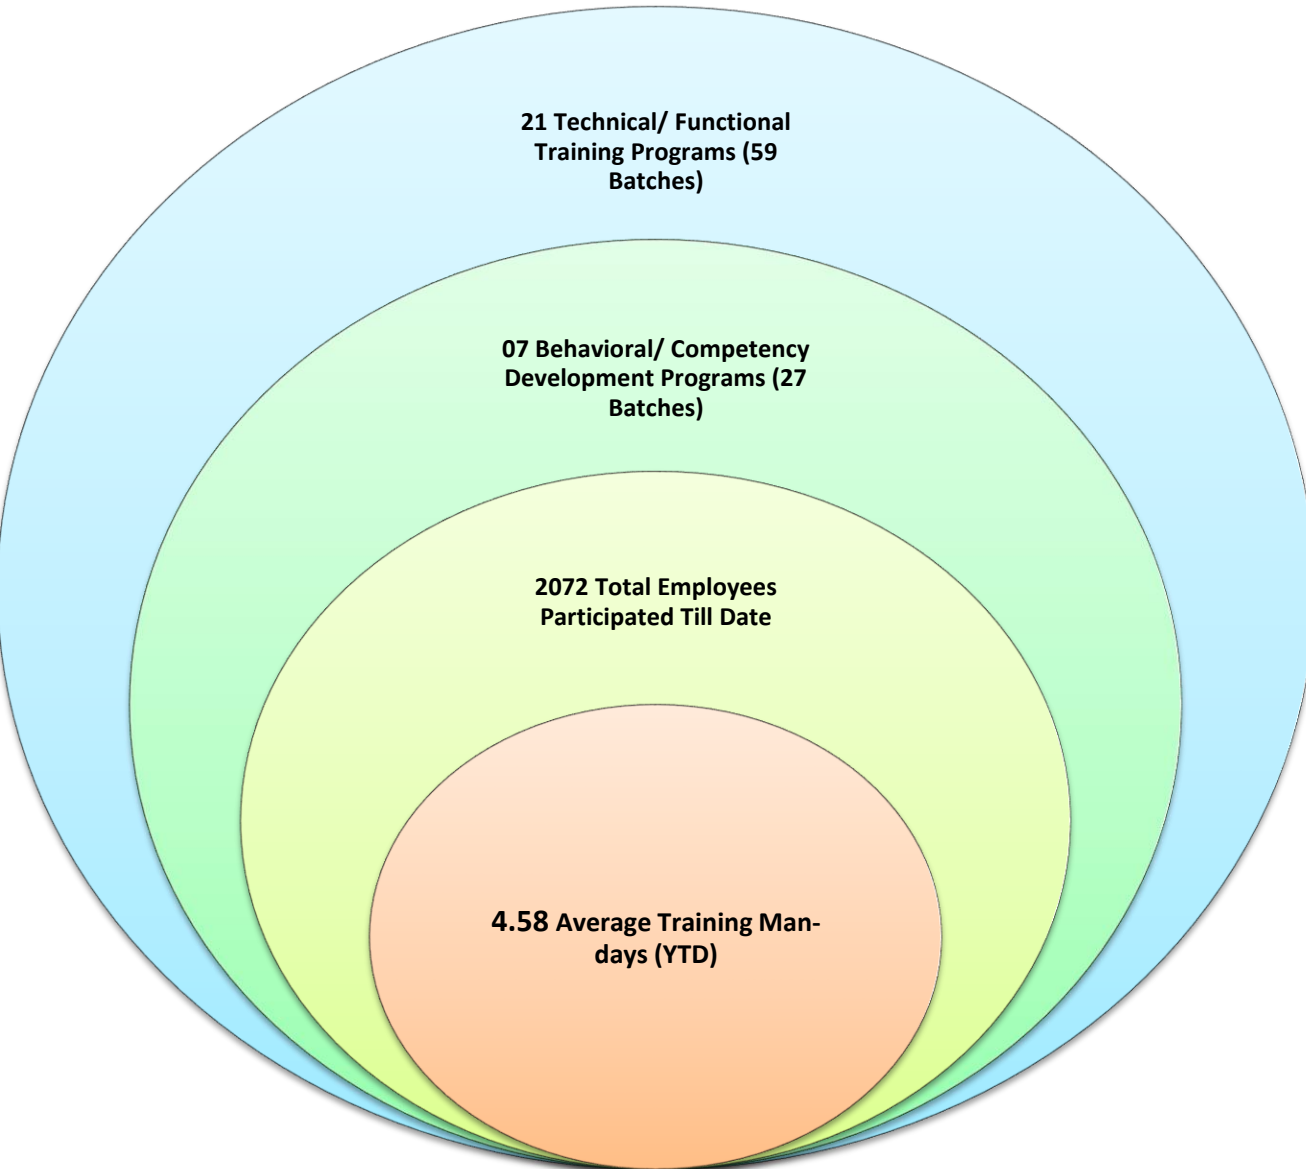 21 Technical/ Functional
Training Programs (59
Batches)
07 Behavioral/ Competency
Development Programs (27
Batches)
2072 Total Employees
Participated Till Date
4.58 Average Training Man-
days (YTD)